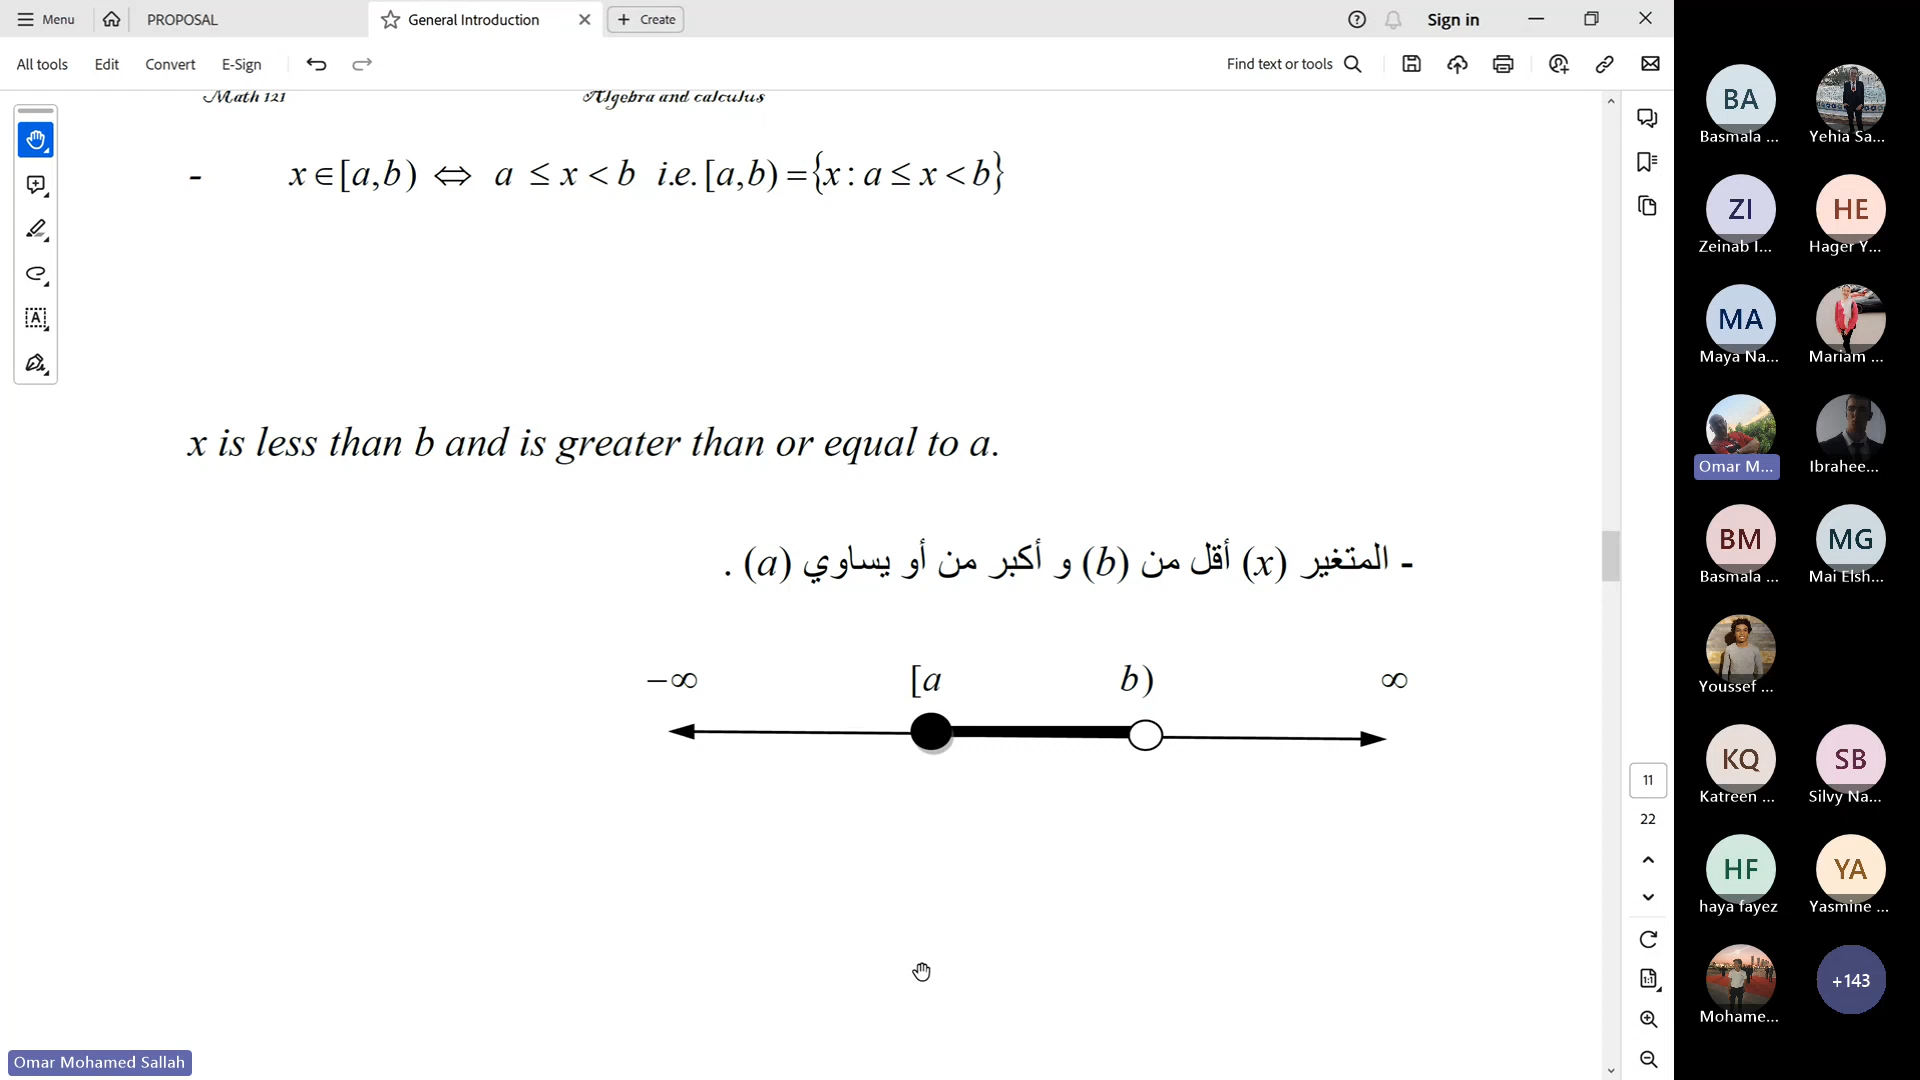 Menu
PROPOSAL
General Introduction
Create
Sign in
All tools
Edit
Convert
E-Sign
Find text or tools
Math 121
Algebra and calculus
- x ∈ [a,b) ⇔ a ≤ x < b i.e. [a,b) = {x : a ≤ x < b}
x is less than b and is greater than or equal to a.
- المتغير (x) أقل من (b) و أكبر من أو يساوي (a) .
−∞ [a b) ∞
11
22
Omar Mohamed Sallah
BA
Basmala ...
Yehia Sa...
ZI
Zeinab I...
HE
Hager Y...
MA
Maya Na...
Mariam ...
Omar M...
Ibrahee...
BM
Basmala ...
MG
Mai Elsh...
Youssef ...
KQ
Katreen ...
SB
Silvy Na...
HF
haya fayez
YA
Yasmine ...
Mohame...
+143